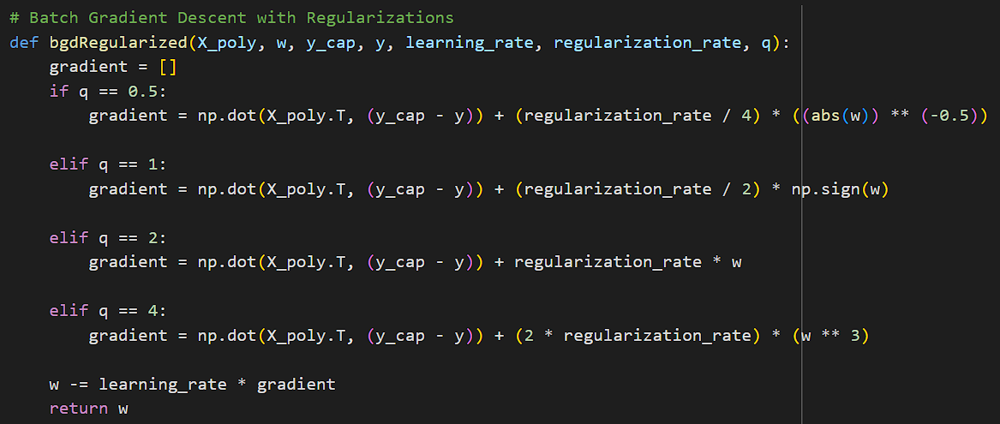 # Batch Gradient Descent with Regularizations
def bgdRegularized(X_poly, w, y_cap, y, learning_rate, regularization_rate, q):
    gradient = []
    if q == 0.5:
        gradient = np.dot(X_poly.T, (y_cap - y)) + (regularization_rate / 4) * ((abs(w)) ** (-0.5))

    elif q == 1:
        gradient = np.dot(X_poly.T, (y_cap - y)) + (regularization_rate / 2) * np.sign(w)

    elif q == 2:
        gradient = np.dot(X_poly.T, (y_cap - y)) + regularization_rate * w

    elif q == 4:
        gradient = np.dot(X_poly.T, (y_cap - y)) + (2 * regularization_rate) * (w ** 3)

    w -= learning_rate * gradient
    return w